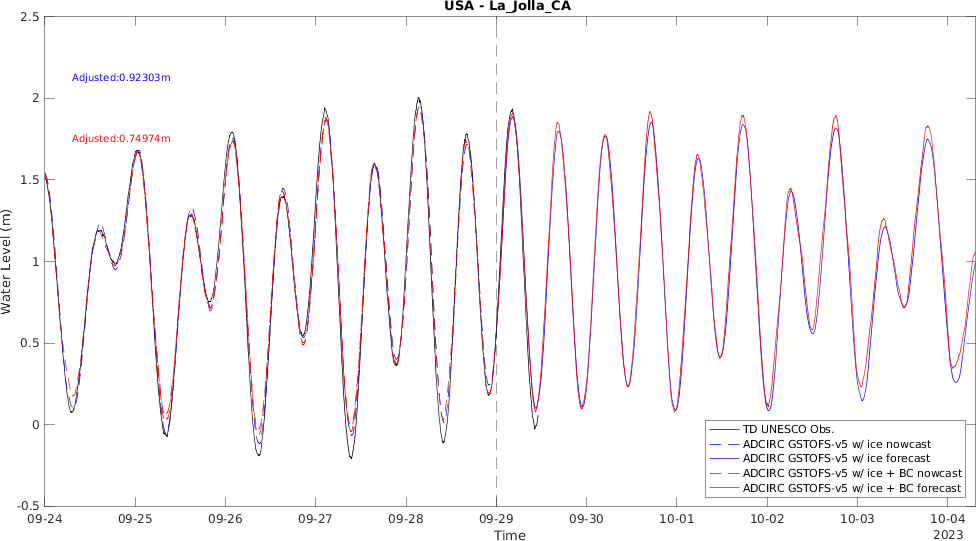 USA - La_Jolla_CA
2.5
2
1.5
1
0.5
0
-0.5
Water Level (m)
Adjusted:0.92303m
Adjusted:0.74974m
TD UNESCO Obs.
ADCIRC GSTOFS-v5 w/ ice nowcast
ADCIRC GSTOFS-v5 w/ ice forecast
ADCIRC GSTOFS-v5 w/ ice + BC nowcast
ADCIRC GSTOFS-v5 w/ ice + BC forecast
09-24 09-25 09-26 09-27 09-28 09-29 09-30 10-01 10-02 10-03 10-04
Time
2023